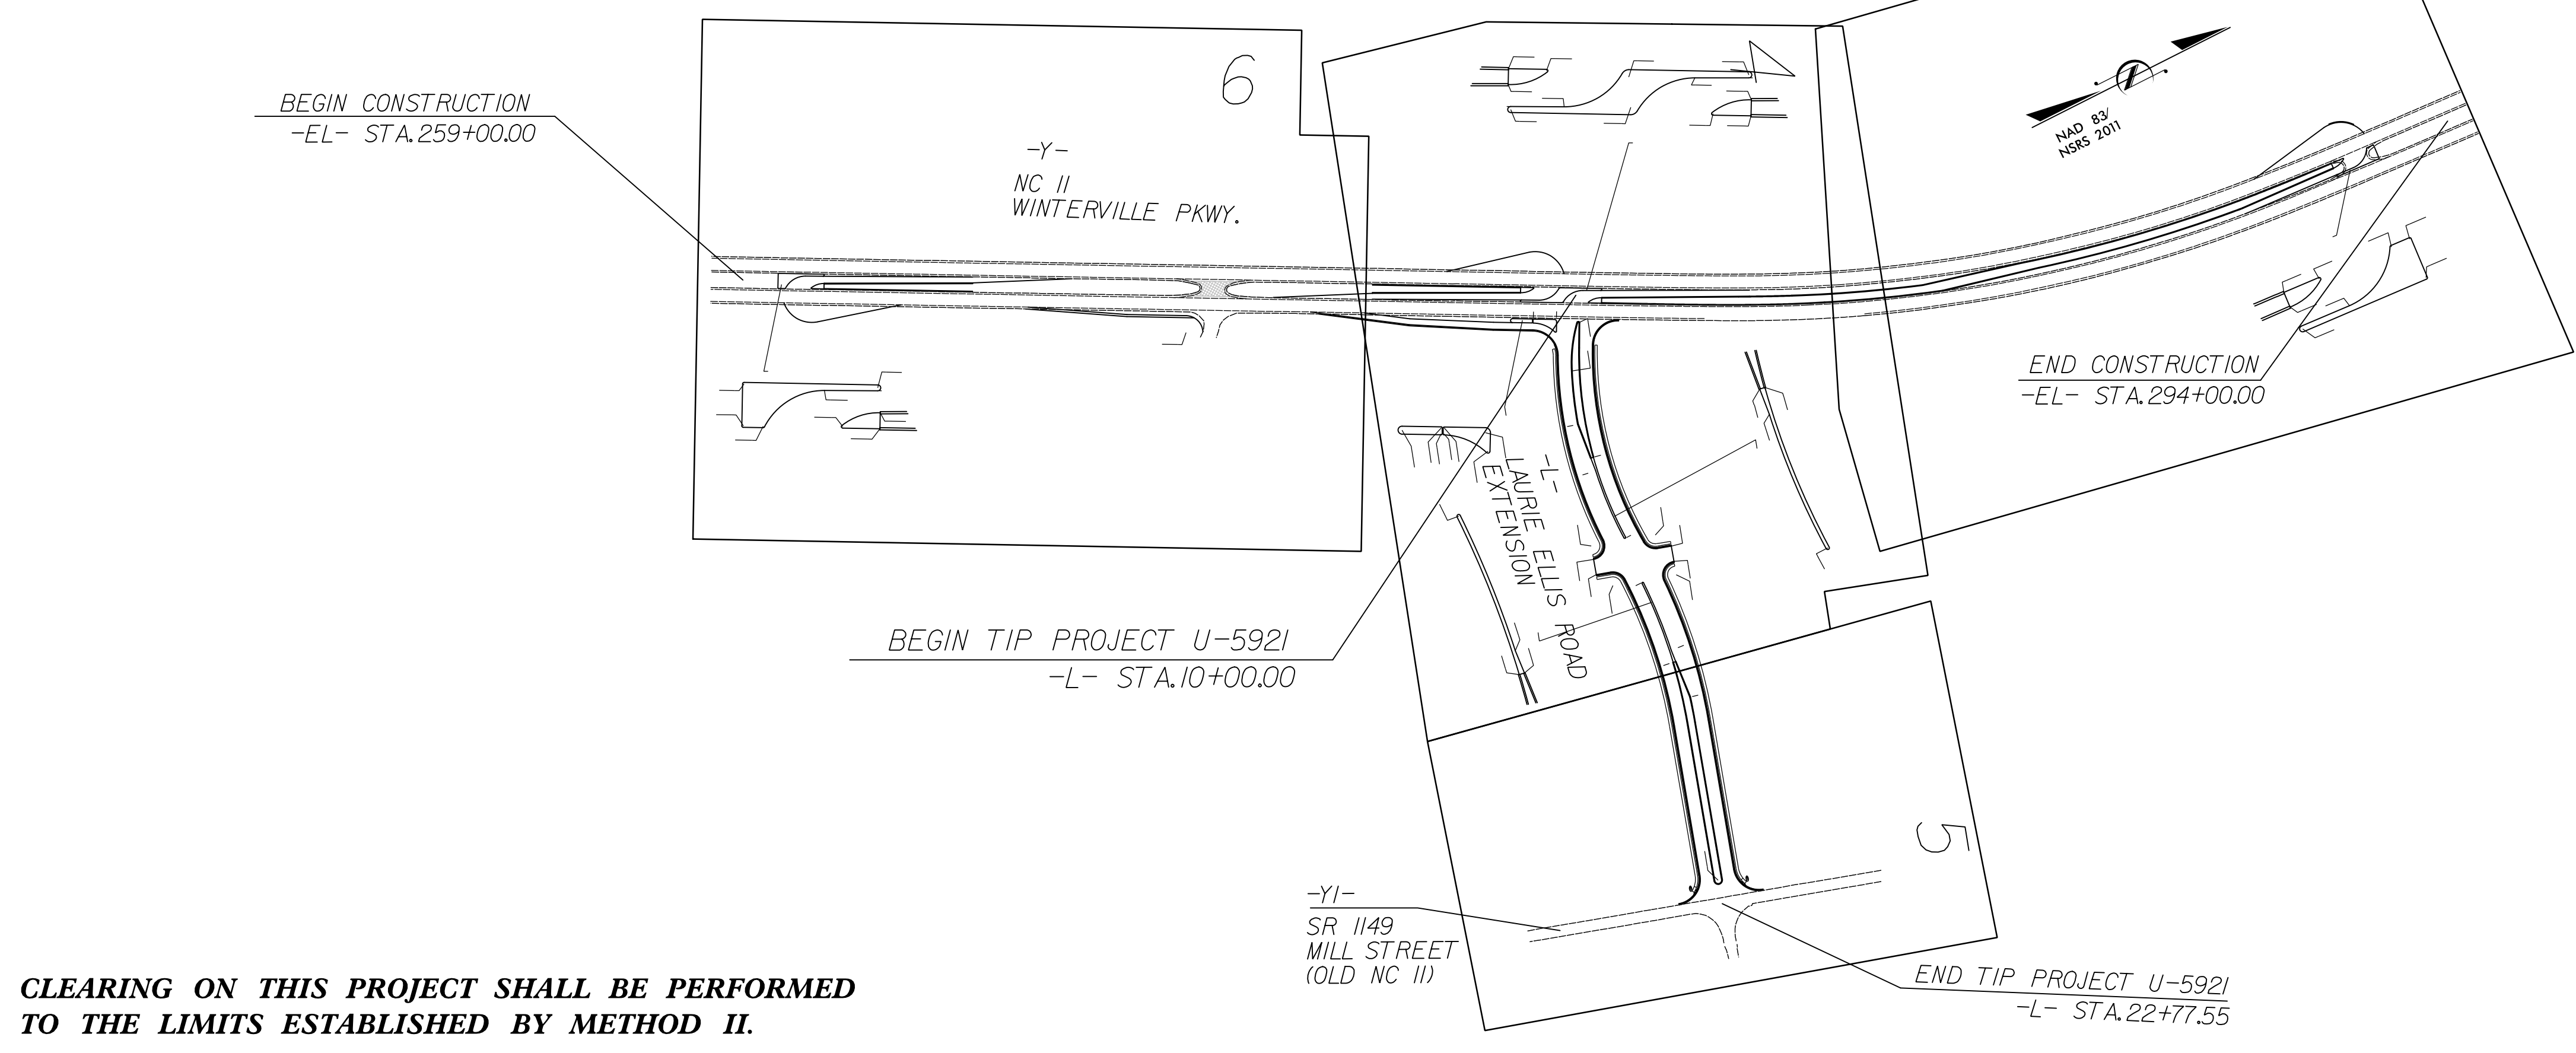 BEGIN CONSTRUCTION
-EL- STA.259+00.00
6
-Y-
NC 11
WINTERVILLE PKWY.
NAD 83/
NSRS 2011
END CONSTRUCTION
-EL- STA.294+00.00
-L-
LAURIE ELLIS ROAD
EXTENSION
BEGIN TIP PROJECT U-5921
-L- STA.10+00.00
5
-Y1-
SR 1149
MILL STREET
(OLD NC 11)
END TIP PROJECT U-5921
-L- STA.22+77.55
CLEARING ON THIS PROJECT SHALL BE PERFORMED
TO THE LIMITS ESTABLISHED BY METHOD II.